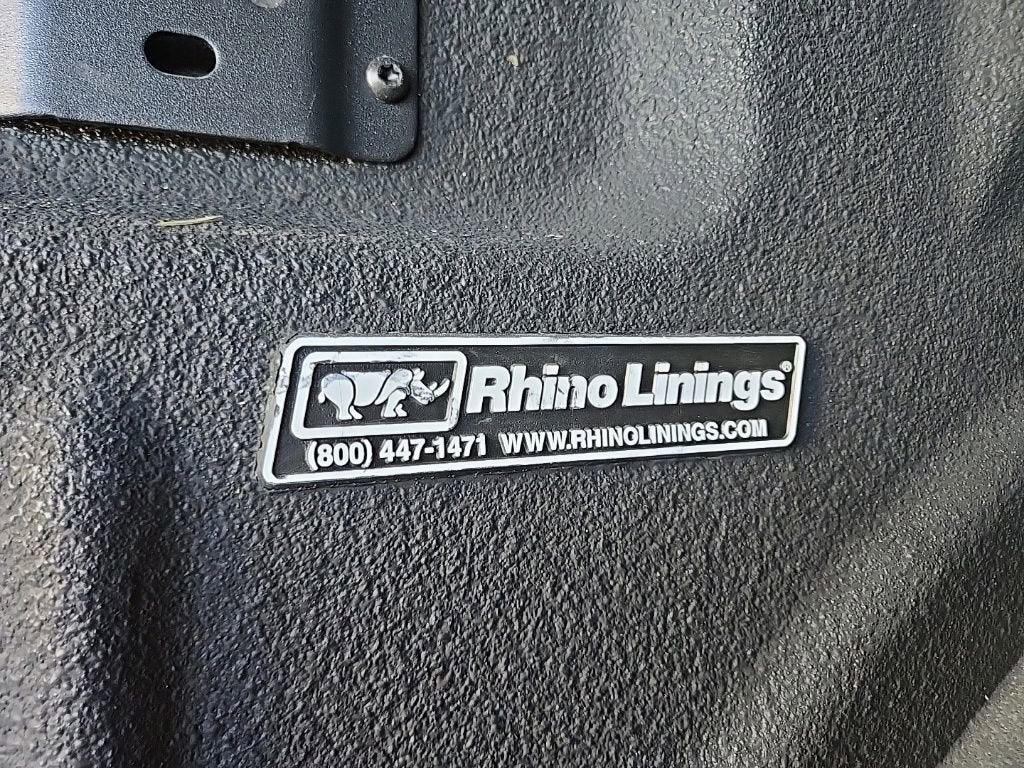 Rhino Linings®
(800) 447-1471 WWW.RHINOLININGS.COM